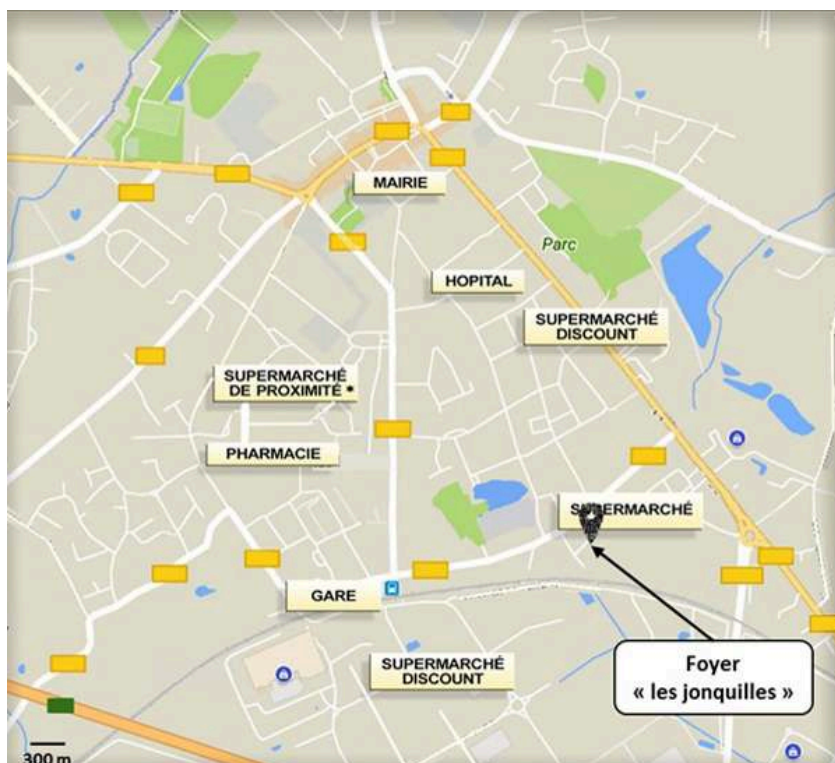 MAIRIE
Parc
HOPITAL
SUPERMARCHÉ
DISCOUNT
SUPERMARCHÉ
DE PROXIMITÉ *
PHARMACIE
SUPERMARCHÉ
GARE
SUPERMARCHÉ
DISCOUNT
Foyer
« les jonquilles »
300 m